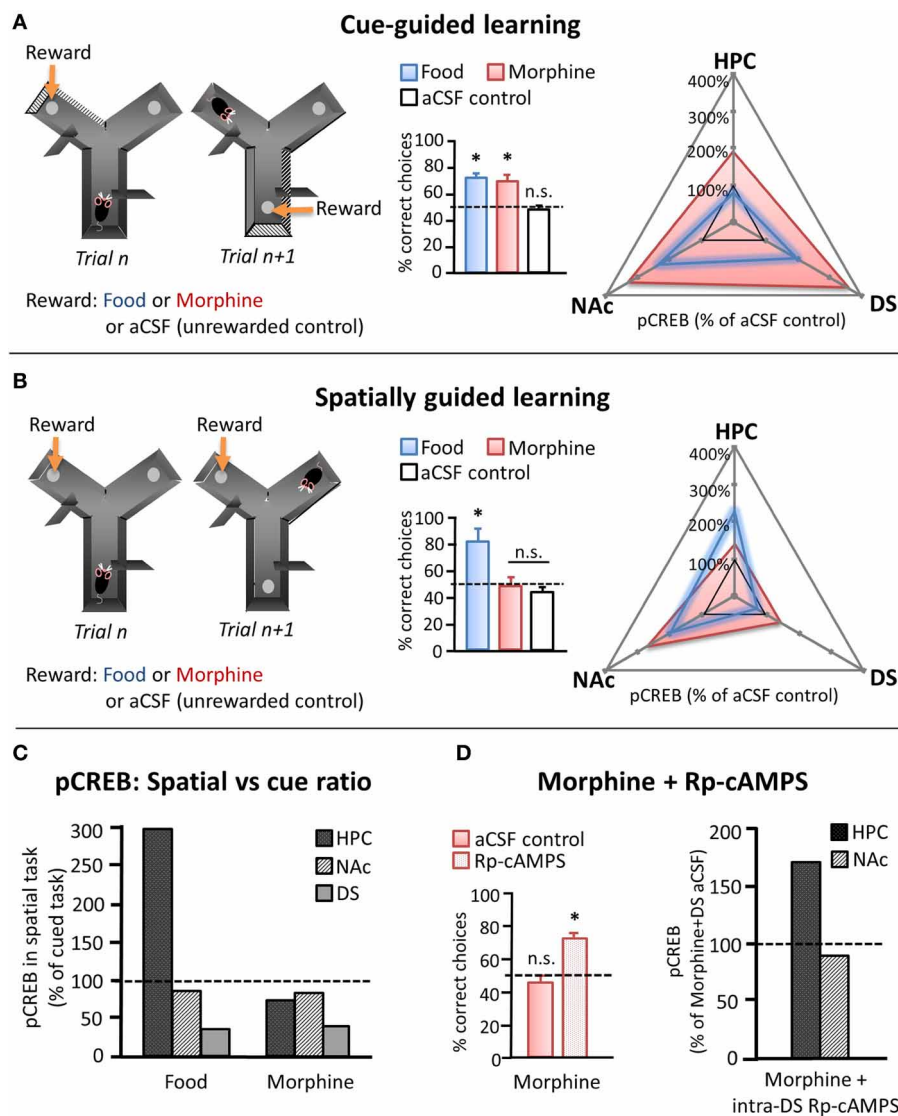 A
Cue-guided learning
Reward
Reward
Trial n
Trial n+1
Reward: Food or Morphine
or aCSF (unrewarded control)
Food Morphine
aCSF control
% correct choices
100
80
60
40
20
0
* * n.s.
HPC
400%
300%
200%
100%
NAc
DS
pCREB (% of aCSF control)
B
Spatially guided learning
Reward
Reward
Trial n
Trial n+1
Reward: Food or Morphine
or aCSF (unrewarded control)
Food Morphine
aCSF control
% correct choices
100
80
60
40
20
0
*
n.s.
HPC
400%
300%
200%
100%
NAc
DS
pCREB (% of aCSF control)
C
pCREB: Spatial vs cue ratio
pCREB in spatial task
(% of cued task)
300
250
200
150
100
50
0
HPC
NAc
DS
Food Morphine
D
Morphine + Rp-cAMPS
aCSF control
Rp-cAMPS
% correct choices
100
80
60
40
20
0
n.s. *
Morphine
pCREB
(% of Morphine+DS aCSF)
200
150
100
50
0
HPC
NAc
Morphine +
intra-DS Rp-cAMPS